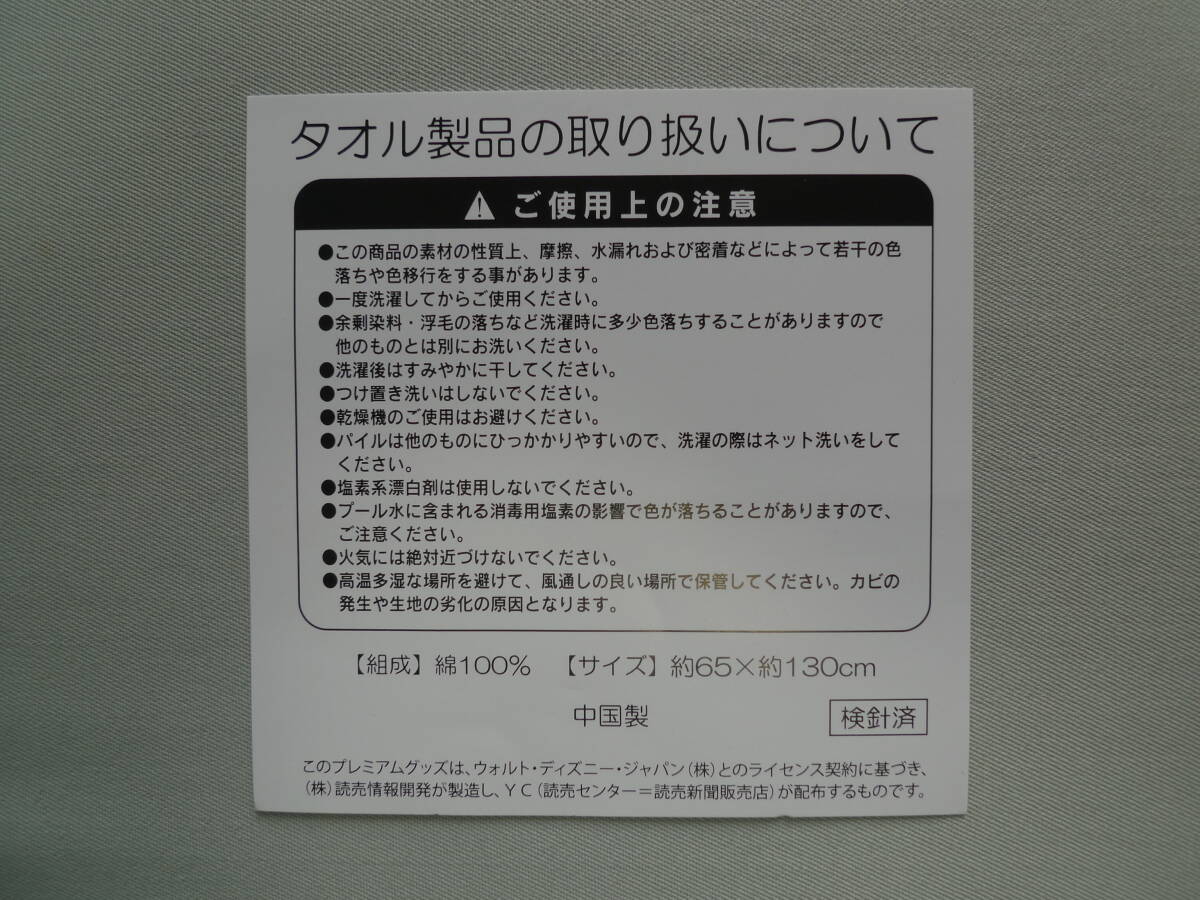 タオル製品の取り扱いについて
⚠ ご使用上の注意
●この商品の素材の性質上、摩擦、水漏れおよび密着などによって若干の色
落ちや色移行をする事があります。
●一度洗濯してからご使用ください。
●余剰染料・浮毛の落ちなど洗濯時に多少色落ちすることがありますので
他のものとは別にお洗いください。
●洗濯後はすみやかに干してください。
●つけ置き洗いはしないでください。
●乾燥機のご使用はお避けください。
●パイルは他のものにひっかかりやすいので、洗濯の際はネット洗いをして
ください。
●塩素系漂白剤は使用しないでください。
●プール水に含まれる消毒用塩素の影響で色が落ちることがありますので、
ご注意ください。
●火気には絶対近づけないでください。
●高温多湿な場所を避けて、風通しの良い場所で保管してください。カビの
発生や生地の劣化の原因となります。
【組成】綿100% 【サイズ】約65×約130cm
中国製 検針済
このプレミアムグッズは、ウォルト・ディズニー・ジャパン(株)とのライセンス契約に基づき、
(株)読売情報開発が製造し、YC(読売センター=読売新聞販売店)が配布するものです。